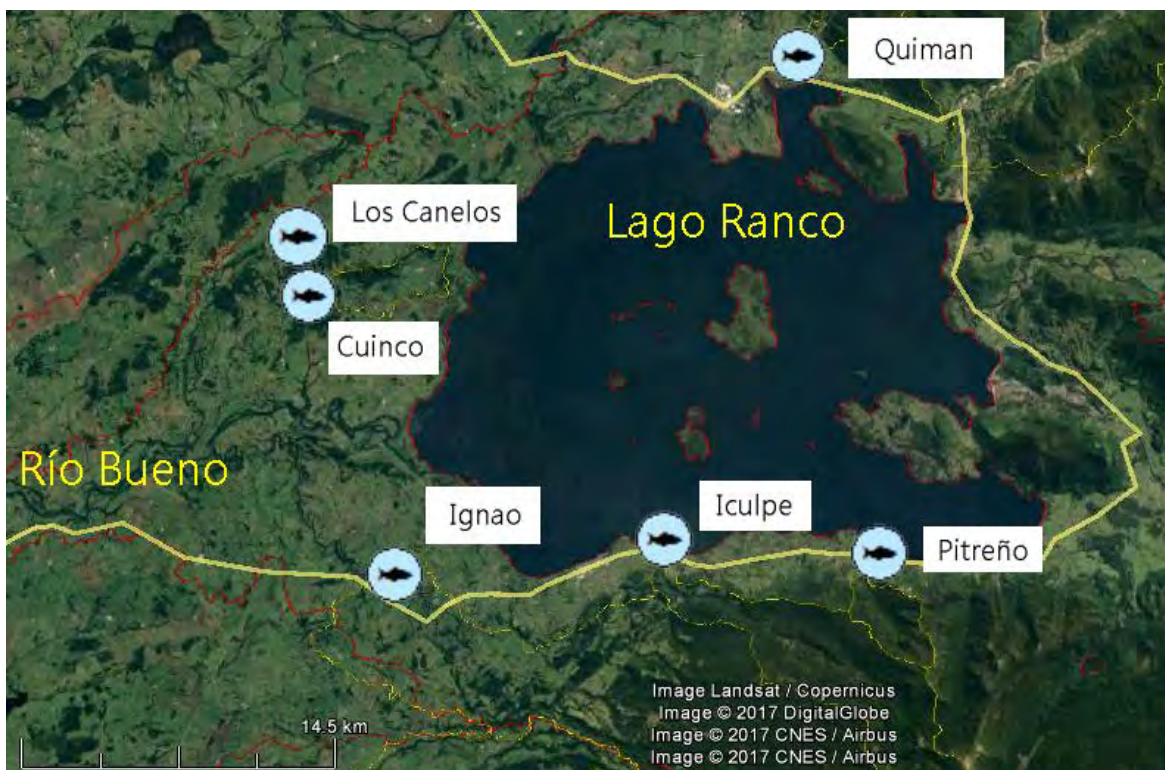 Quiman
Los Canelos
Lago Ranco
Cuinco
Río Bueno
Ignao
Iculpe
Pitreño
14.5 km
Image Landsat / Copernicus
Image © 2017 DigitalGlobe
Image © 2017 CNES / Airbus
Image © 2017 CNES / Airbus